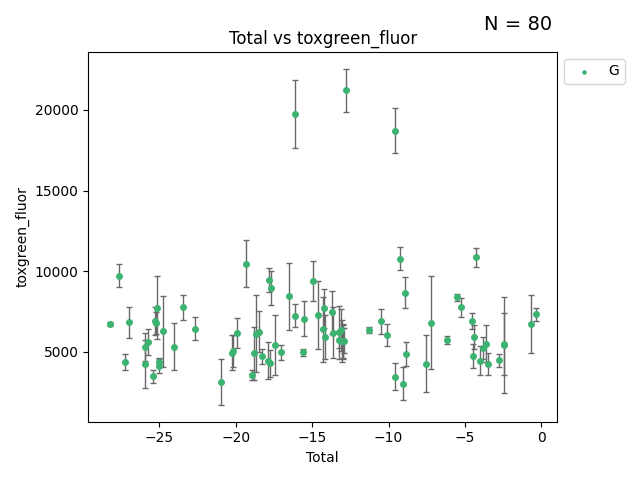 N = 80
Total vs toxgreen_fluor
G
20000
15000
10000
5000
toxgreen_fluor
−25
−20
−15
−10
−5
0
Total